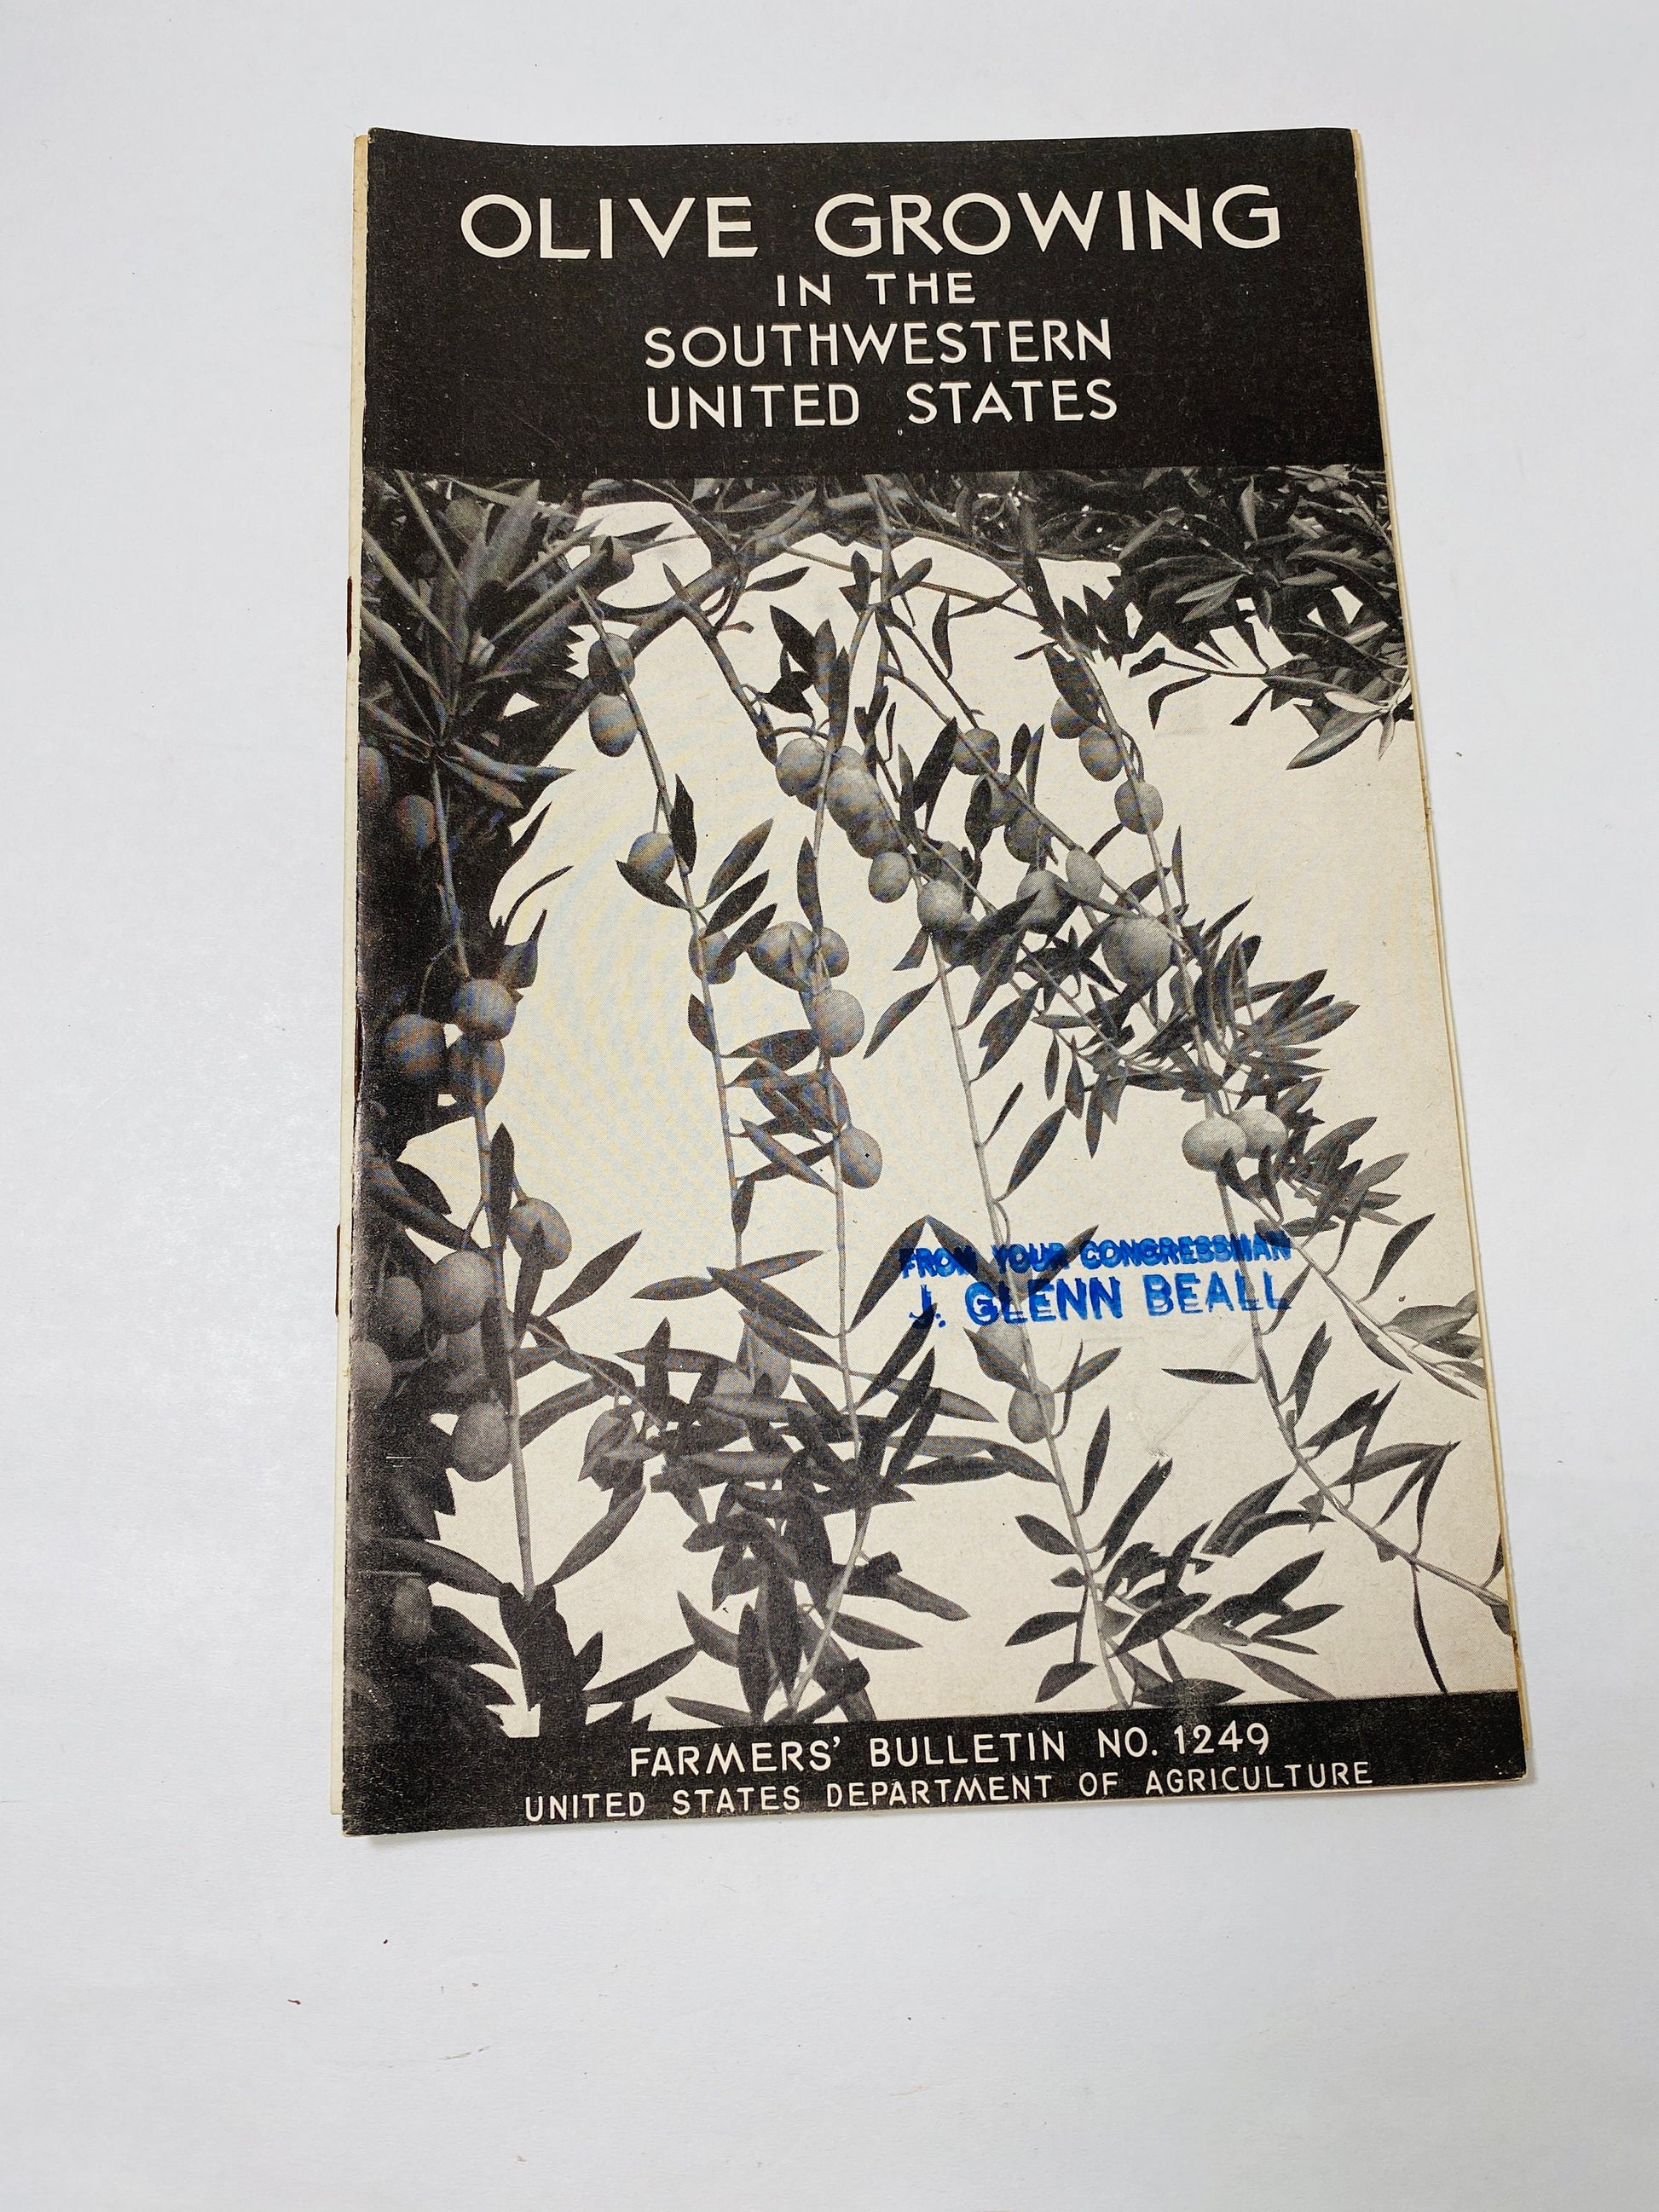 OLIVE GROWING
IN THE
SOUTHWESTERN
UNITED STATES
FROM YOUR CONGRESSMAN
J. GLENN BEALL
FARMERS' BULLETIN NO. 1249
UNITED STATES DEPARTMENT OF AGRICULTURE